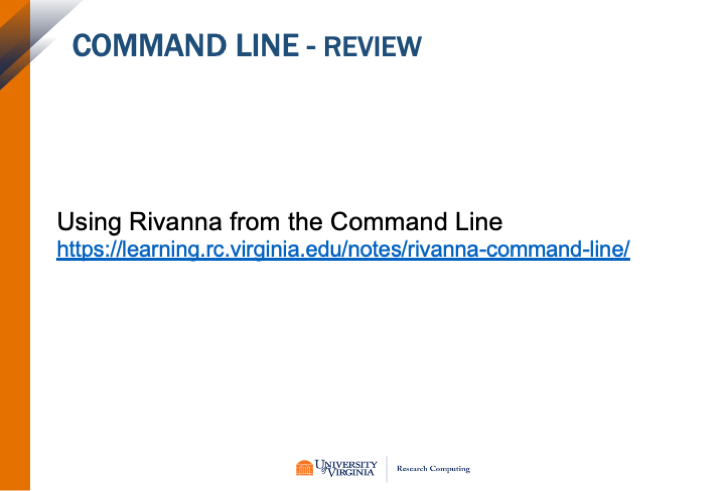 COMMAND LINE - REVIEW
Using Rivanna from the Command Line
https://learning.rc.virginia.edu/notes/rivanna-command-line/
UNIVERSITY
of VIRGINIA
Research Computing